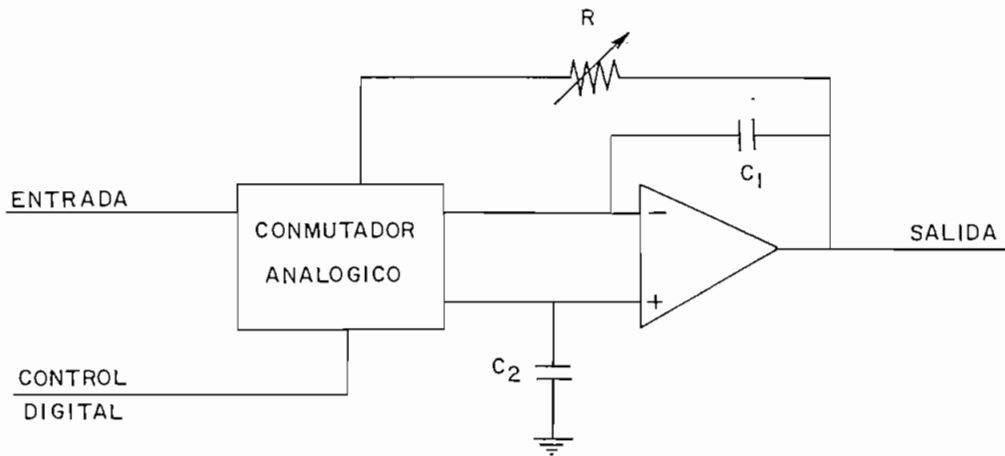 R
C1
ENTRADA
CONMUTADOR
ANALOGICO
−
+
SALIDA
C2
CONTROL
DIGITAL